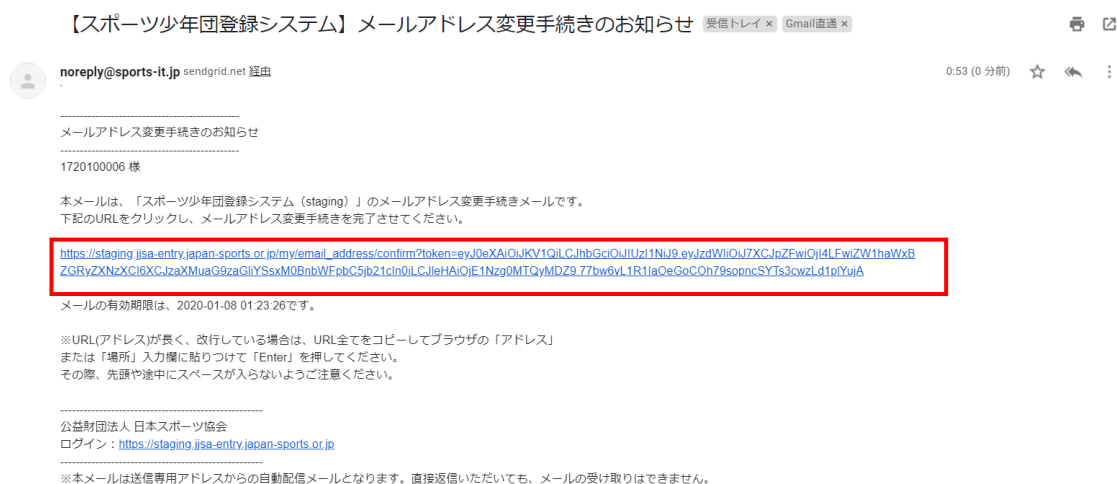 【スポーツ少年団登録システム】メールアドレス変更手続きのお知らせ 受信トレイ × Gmail直通 ×
noreply@sports-it.jp sendgrid.net 経由
0:53 (0 分前)
---------------------------------------------
メールアドレス変更手続きのお知らせ
---------------------------------------------
1720100006 様
本メールは、「スポーツ少年団登録システム（staging）」のメールアドレス変更手続きメールです。
下記のURLをクリックし、メールアドレス変更手続きを完了させてください。
https://staging.jjsa-entry.japan-sports.or.jp/my/email_address/confirm?token=eyJ0eXAiOiJKV1QiLCJhbGciOiJIUzI1NiJ9.eyJzdWIiOiJ7XCJpZFwiOjI4LFwiZW1haWxB
ZGRyZXNzXCI6XCJzaXMuaG9zaGliYSsxM0BnbWFpbC5jb21cIn0iLCJleHAiOjE1Nzg0MTQyMDZ9.77bw6vL1R1IaOeGoCOh79sopncSYTs3cwzLd1plYujA
メールの有効期限は、2020-01-08 01:23:26です。
※URL(アドレス)が長く、改行している場合は、URL全てをコピーしてブラウザの「アドレス」
または「場所」入力欄に貼りつけて「Enter」を押してください。
その際、先頭や途中にスペースが入らないようご注意ください。
---------------------------------------------------
公益財団法人 日本スポーツ協会
ログイン：https://staging.jjsa-entry.japan-sports.or.jp
---------------------------------------------------
※本メールは送信専用アドレスからの自動配信メールとなります。直接返信いただいても、メールの受け取りはできません。